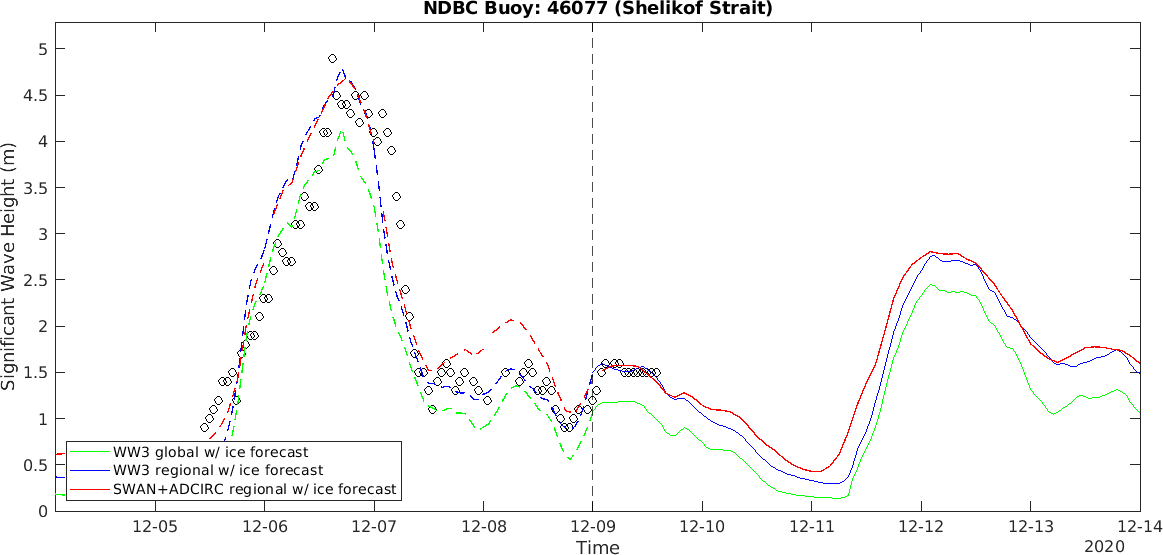 NDBC Buoy: 46077 (Shelikof Strait)
Significant Wave Height (m)
5
4.5
4
3.5
3
2.5
2
1.5
1
0.5
0
WW3 global w/ ice forecast
WW3 regional w/ ice forecast
SWAN+ADCIRC regional w/ ice forecast
12-05 12-06 12-07 12-08 12-09 12-10 12-11 12-12 12-13 12-14
Time
2020